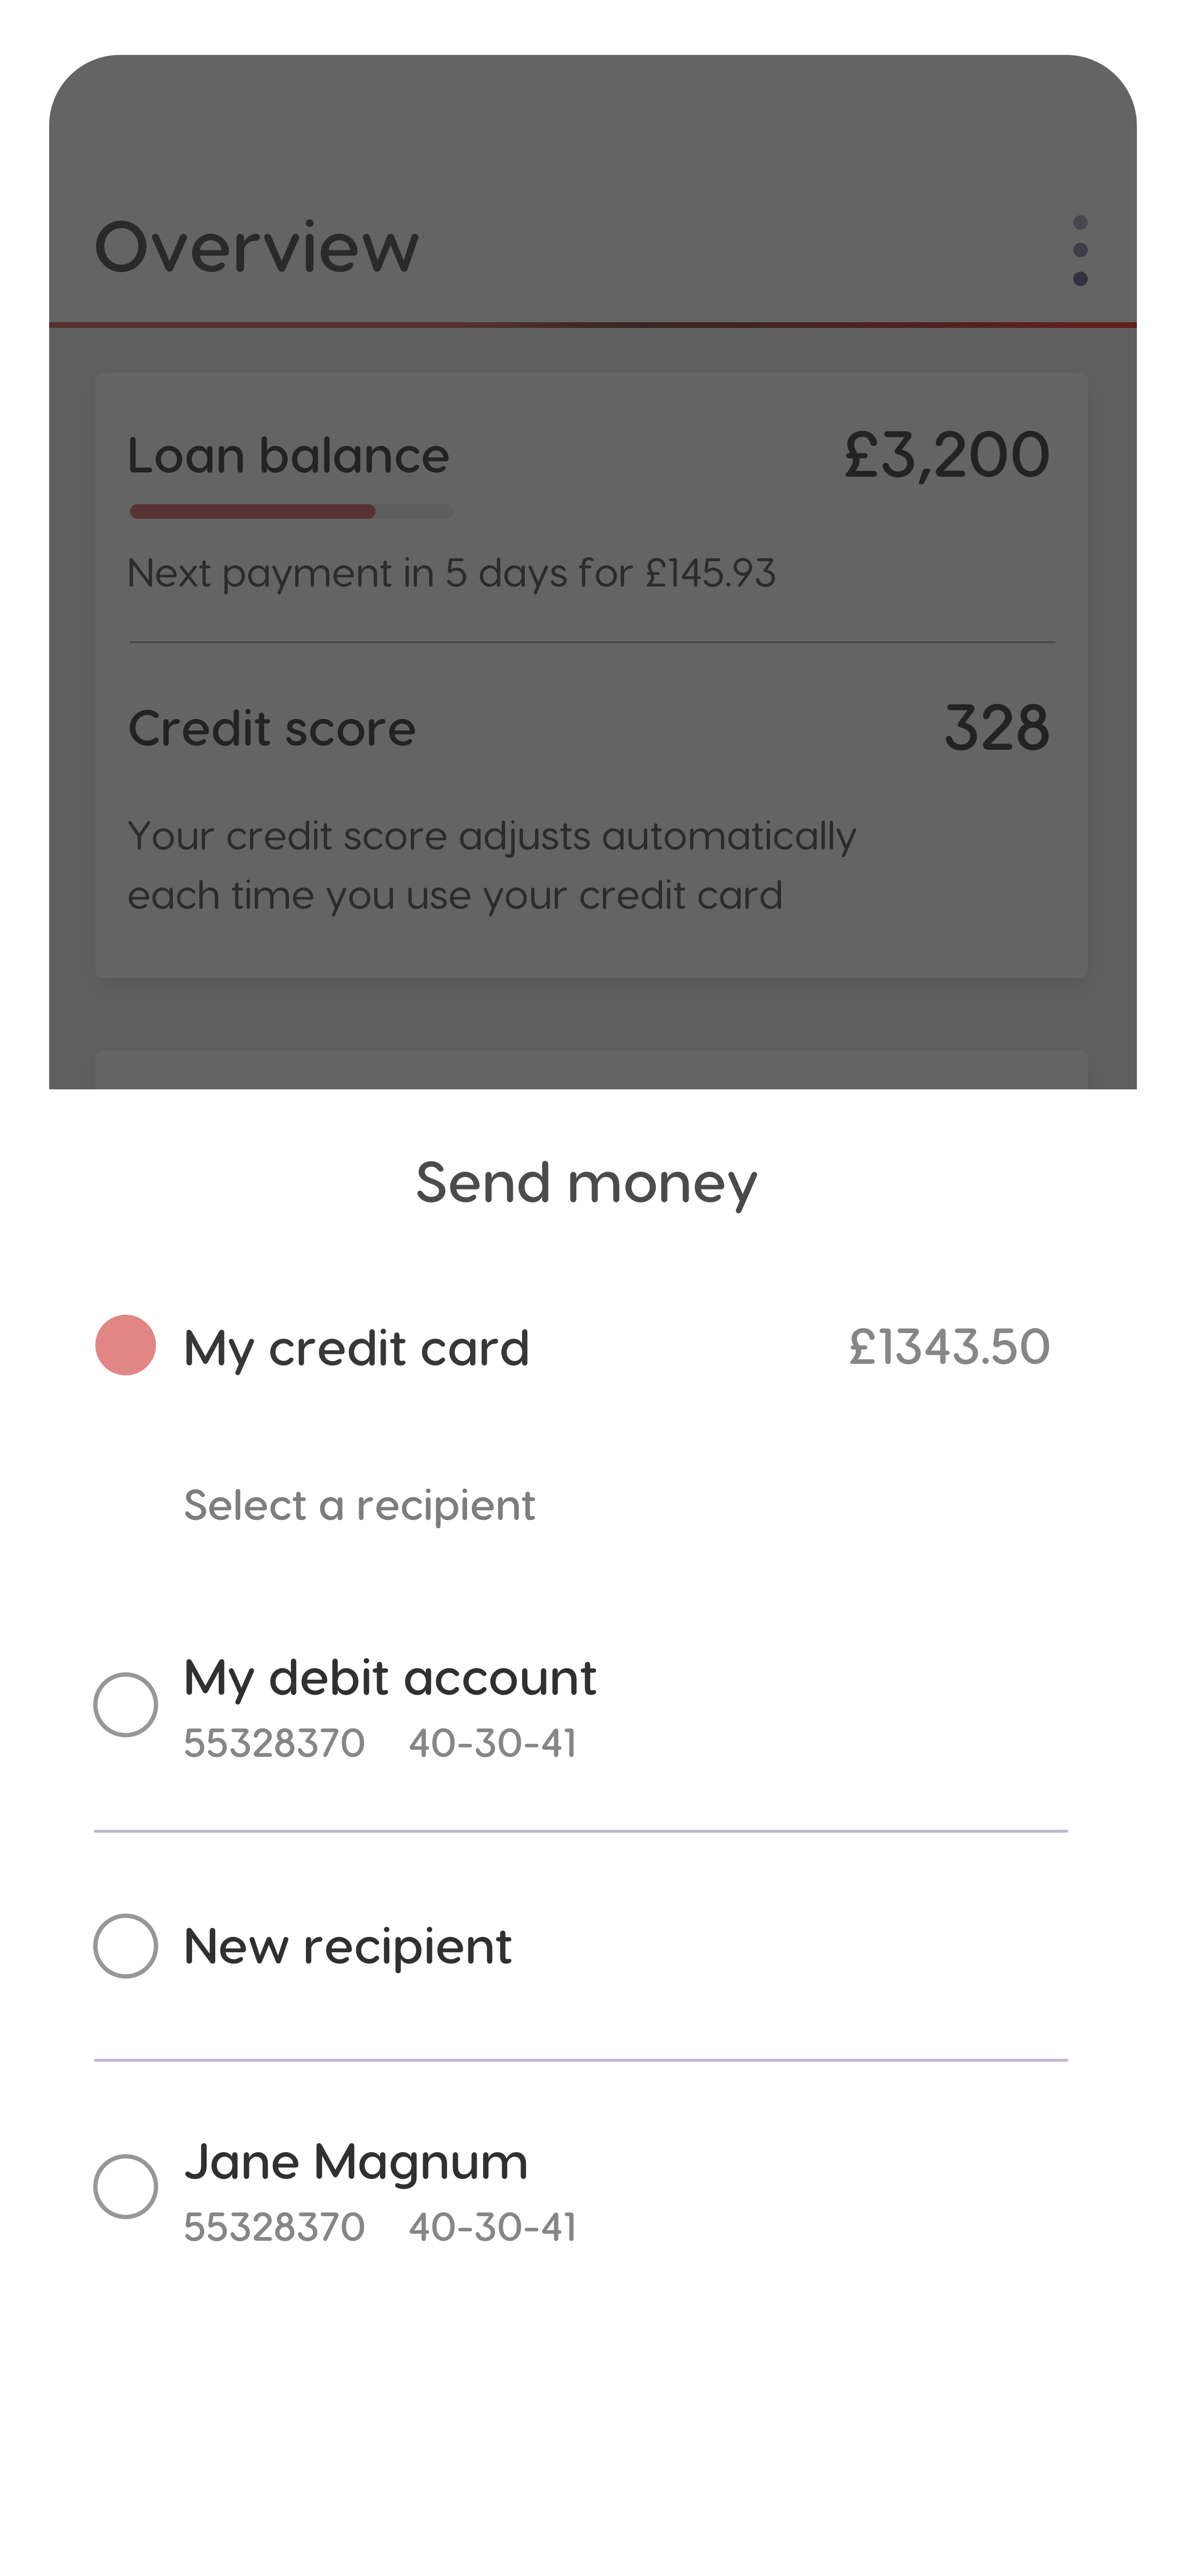 Overview
Loan balance £3,200
Next payment in 5 days for £145.93
Credit score 328
Your credit score adjusts automatically
each time you use your credit card
Send money
My credit card £1343.50
Select a recipient
My debit account
55328370 40-30-41
New recipient
Jane Magnum
55328370 40-30-41